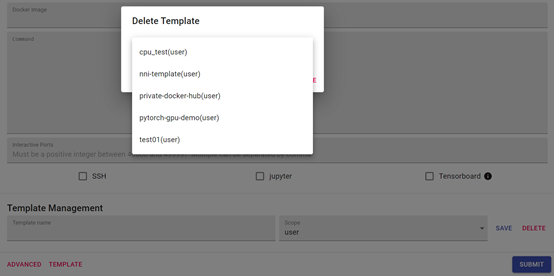 Docker Image
Delete Template
Command
cpu_test(user)
nni-template(user)
private-docker-hub(user)
pytorch-gpu-demo(user)
test01(user)
Interactive Ports
Must be a positive integer between
SSH
jupyter
Tensorboard
Template Management
Template name
Scope
user
SAVE
DELETE
ADVANCED
TEMPLATE
SUBMIT